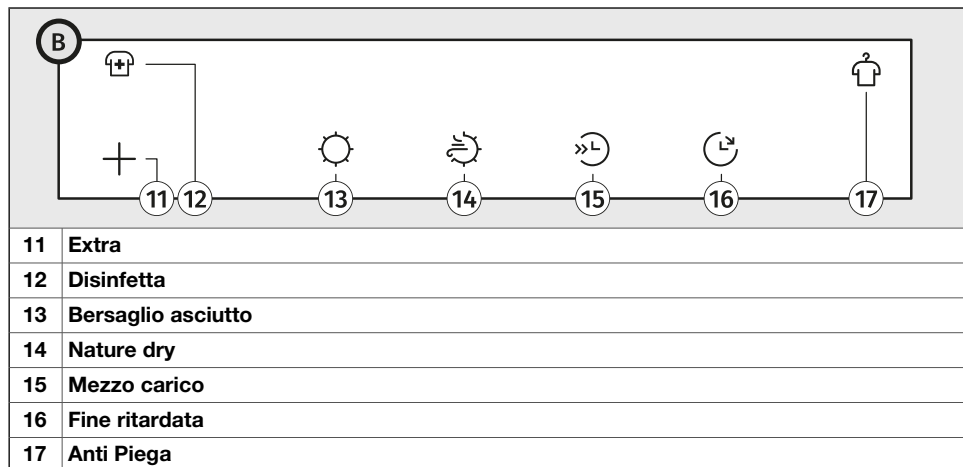 B
11 12 13 14 15 16 17
11 Extra
12 Disinfetta
13 Bersaglio asciutto
14 Nature dry
15 Mezzo carico
16 Fine ritardata
17 Anti Piega